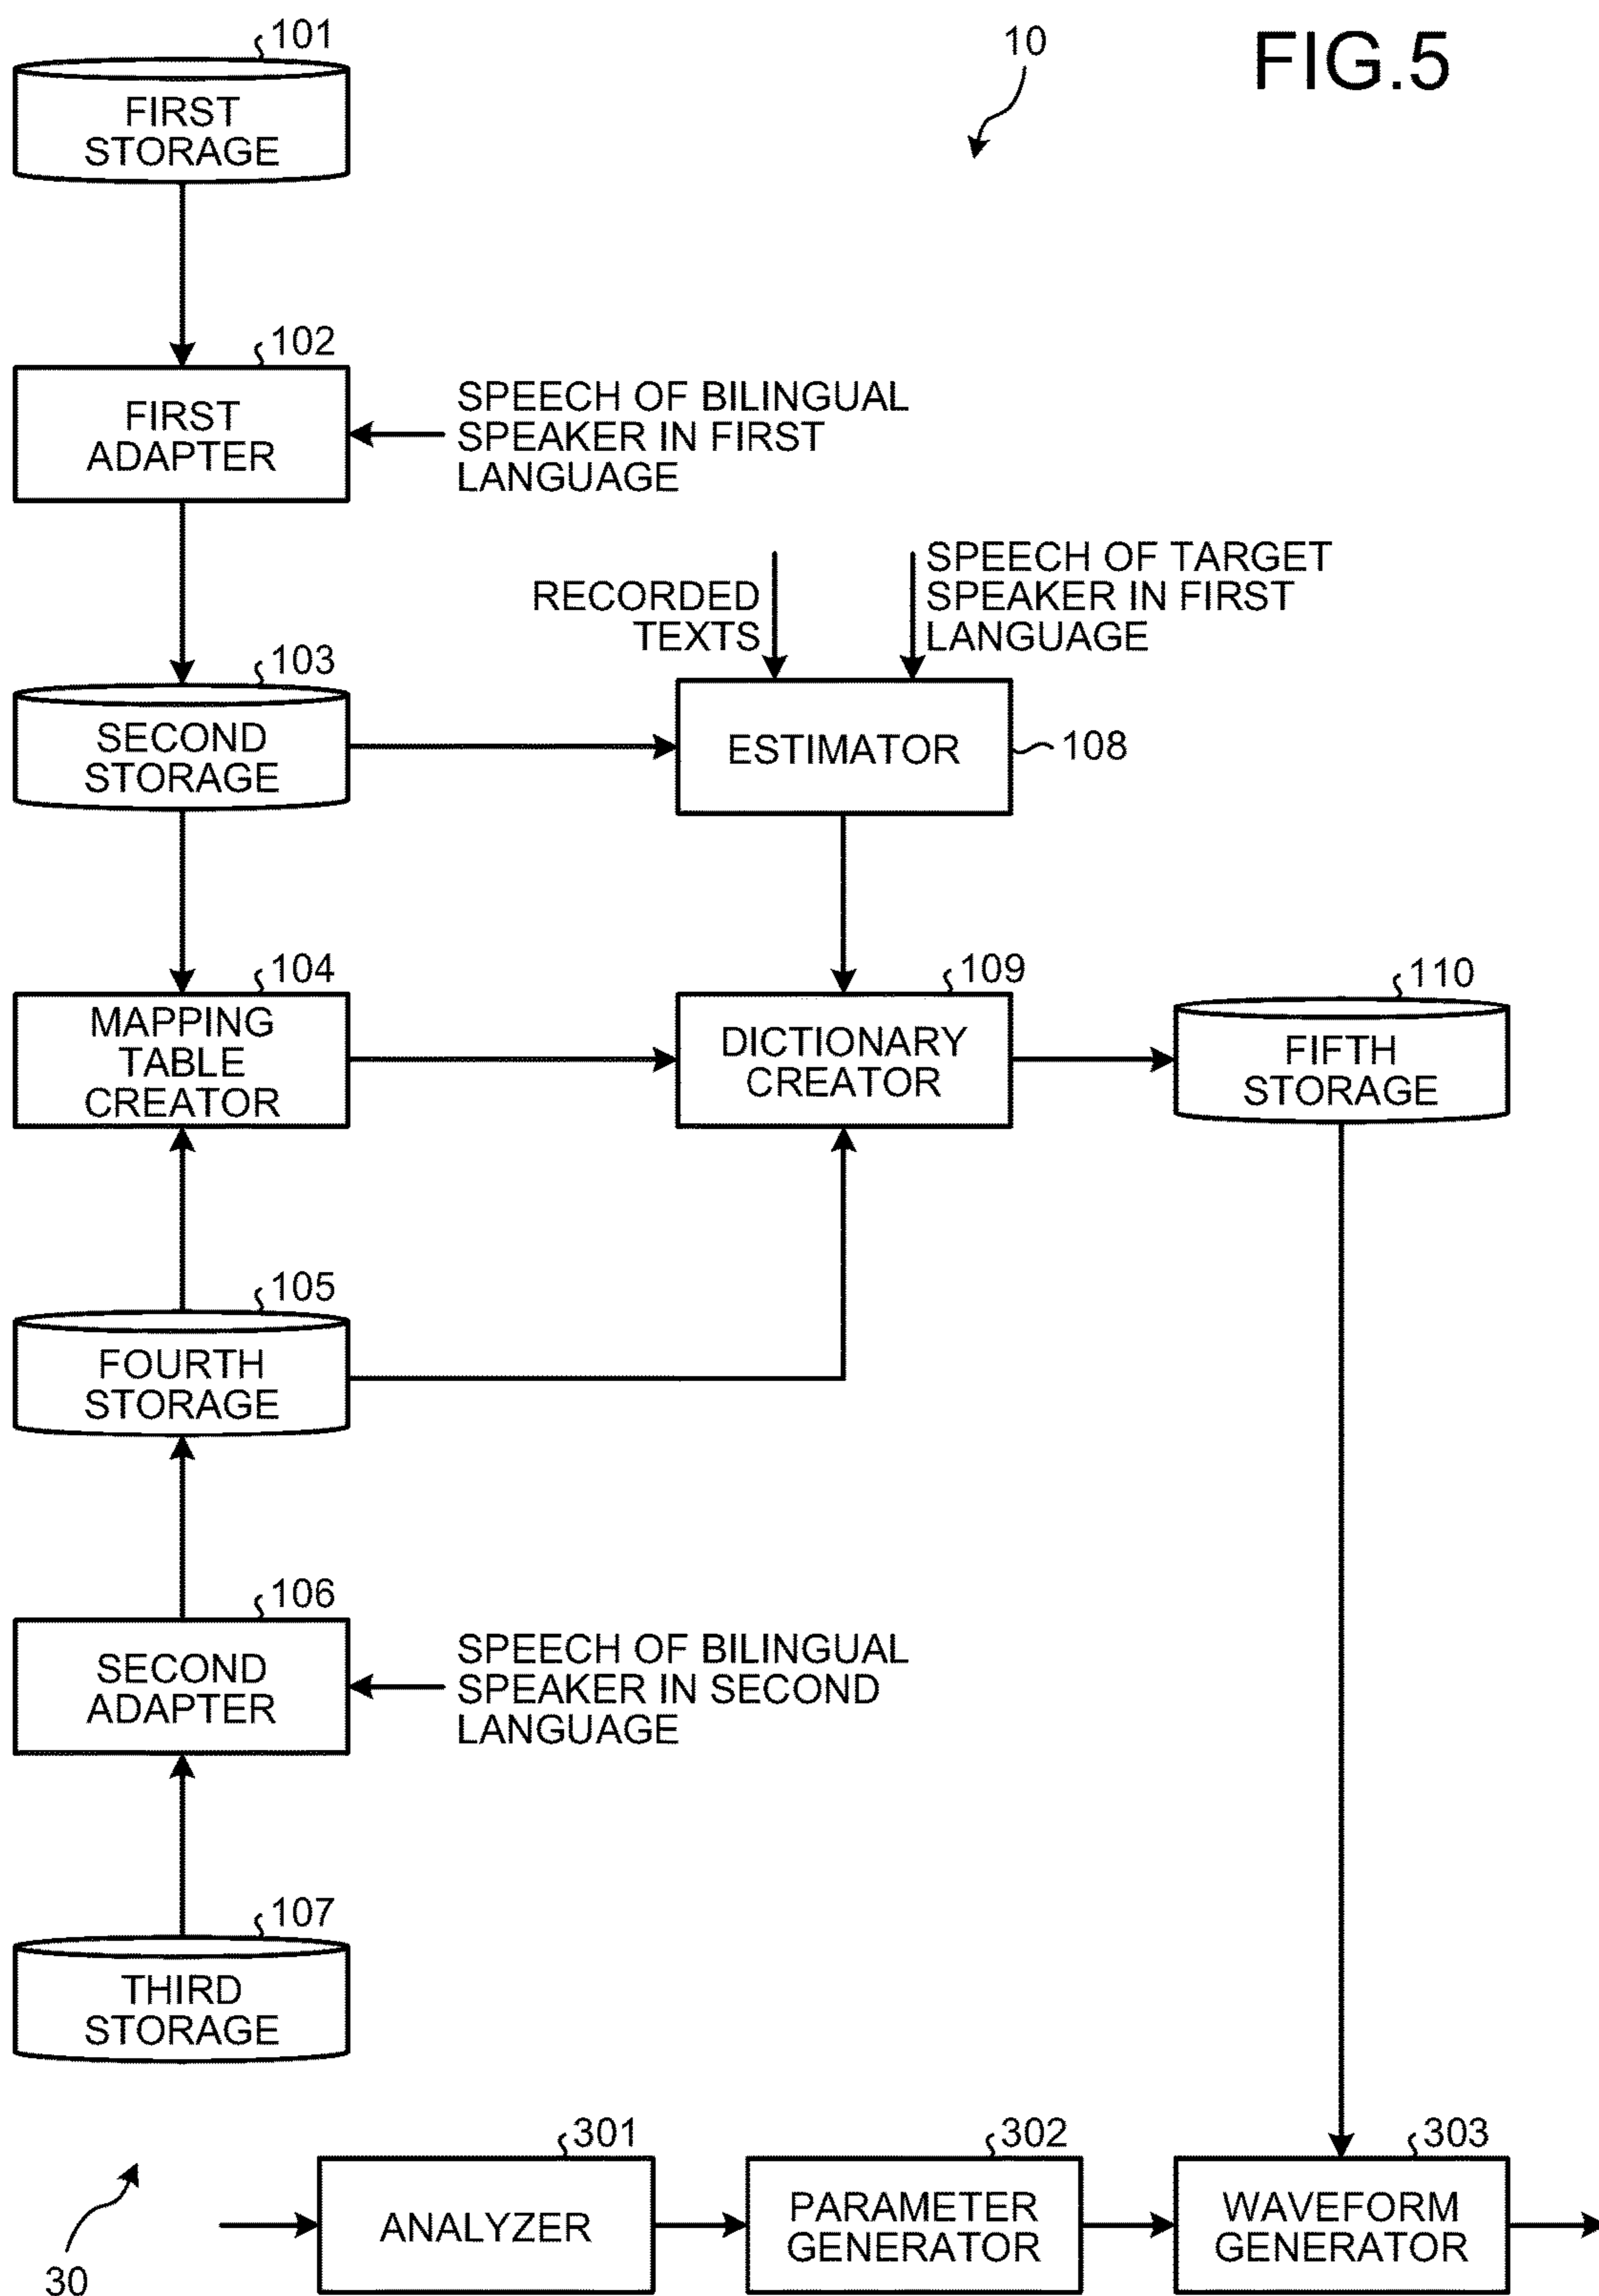 FIG.5
10
101
FIRST
STORAGE
102
FIRST
ADAPTER
SPEECH OF BILINGUAL
SPEAKER IN FIRST
LANGUAGE
RECORDED
TEXTS
SPEECH OF TARGET
SPEAKER IN FIRST
LANGUAGE
103
SECOND
STORAGE
ESTIMATOR
108
104
MAPPING
TABLE
CREATOR
109
DICTIONARY
CREATOR
110
FIFTH
STORAGE
105
FOURTH
STORAGE
106
SECOND
ADAPTER
SPEECH OF BILINGUAL
SPEAKER IN SECOND
LANGUAGE
107
THIRD
STORAGE
30
301
ANALYZER
302
PARAMETER
GENERATOR
303
WAVEFORM
GENERATOR